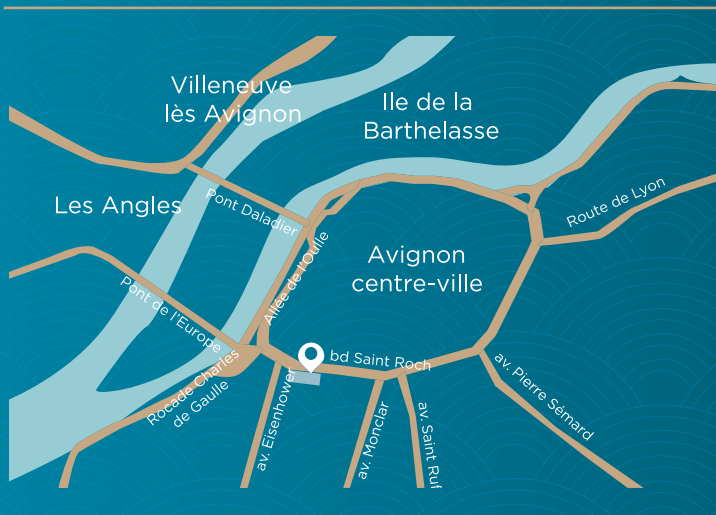 Villeneuve
lès Avignon
Ile de la
Barthelasse
Les Angles
Pont Daladier
Route de Lyon
Allée de l'Oulle
Avignon
centre-ville
Pont de l'Europe
bd Saint Roch
Rocade Charles
de Gaulle
av. Eisenhower
av. Monclar
av. Saint Ruf
av. Pierre Sémard